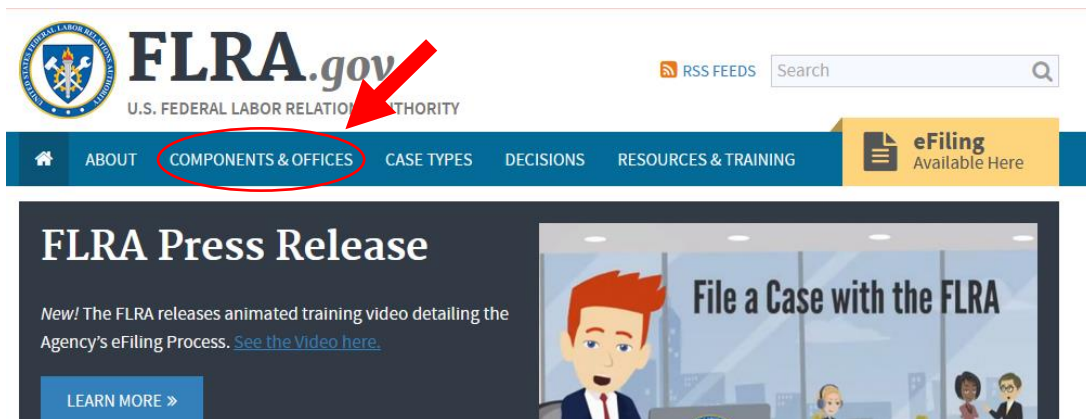 FLRA.gov
U.S. FEDERAL LABOR RELATION THORITY
RSS FEEDS
Search
ABOUT
COMPONENTS & OFFICES
CASE TYPES
DECISIONS
RESOURCES & TRAINING
eFiling
Available Here
FLRA Press Release
New! The FLRA releases animated training video detailing the
Agency's eFiling Process. See the Video here.
LEARN MORE »
File a Case with the FLRA